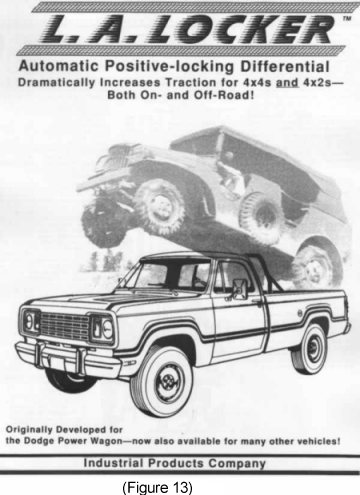 L.A. LOCKER™
Automatic Positive-locking Differential
Dramatically Increases Traction for 4x4s and 4x2s—
Both On- and Off-Road!
Originally Developed for
the Dodge Power Wagon—now also available for many other vehicles!
Industrial Products Company
(Figure 13)